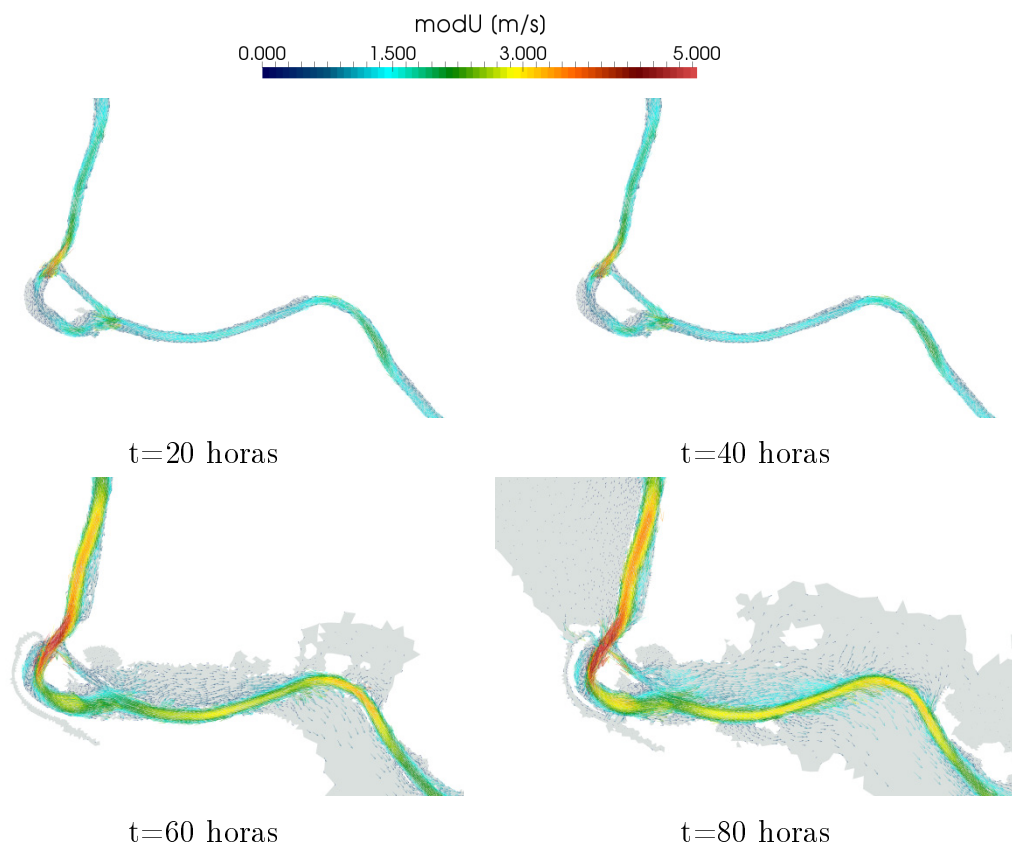 modU (m/s)
0.000 1.500 3.000 5.000
t=20 horas
t=40 horas
t=60 horas
t=80 horas